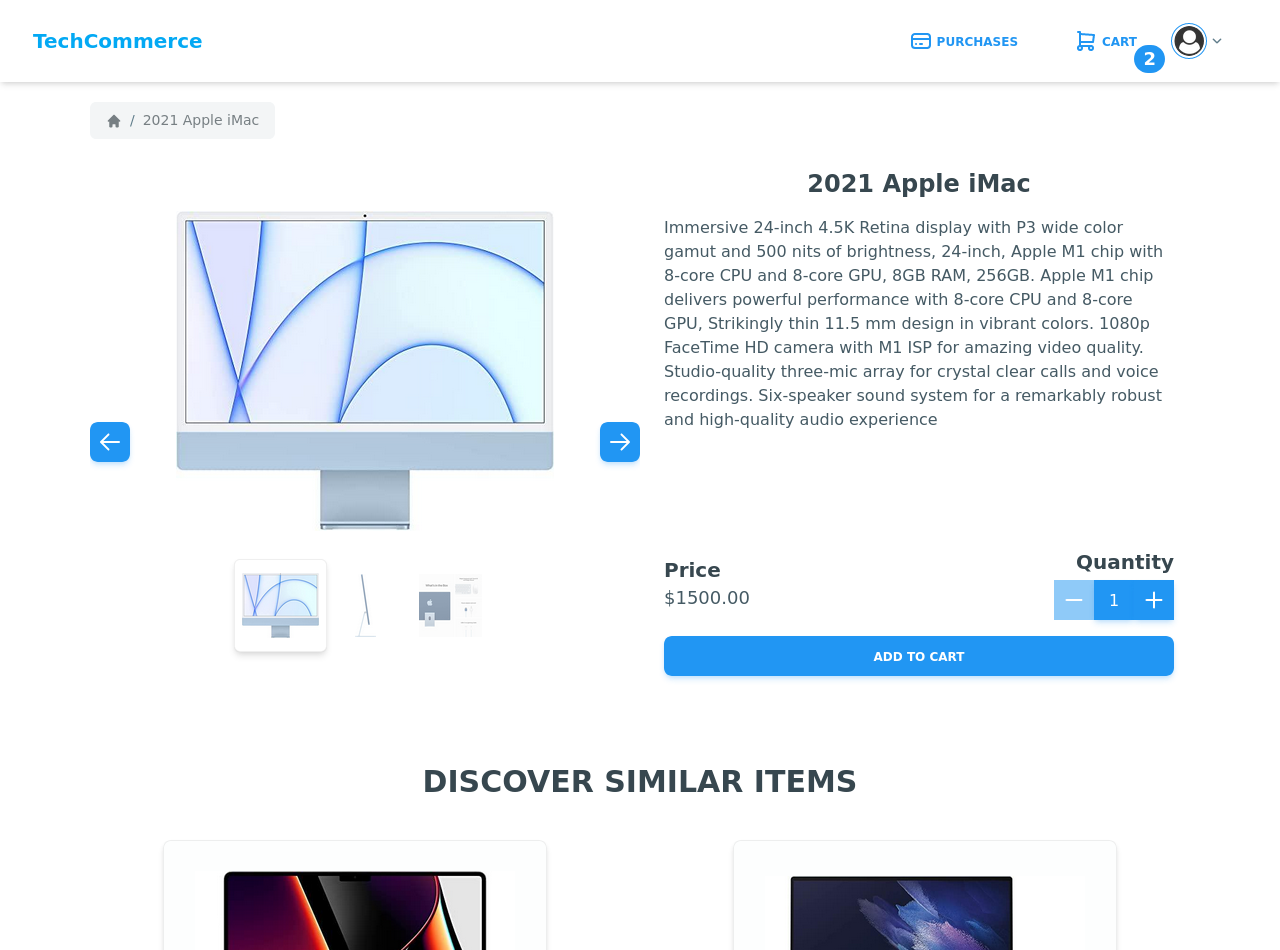 TechCommerce
PURCHASES
CART
2
/ 2021 Apple iMac
2021 Apple iMac
Immersive 24-inch 4.5K Retina display with P3 wide color
gamut and 500 nits of brightness, 24-inch, Apple M1 chip with
8-core CPU and 8-core GPU, 8GB RAM, 256GB. Apple M1 chip
delivers powerful performance with 8-core CPU and 8-core
GPU, Strikingly thin 11.5 mm design in vibrant colors. 1080p
FaceTime HD camera with M1 ISP for amazing video quality.
Studio-quality three-mic array for crystal clear calls and voice
recordings. Six-speaker sound system for a remarkably robust
and high-quality audio experience
Price
$1500.00
Quantity
1
ADD TO CART
DISCOVER SIMILAR ITEMS